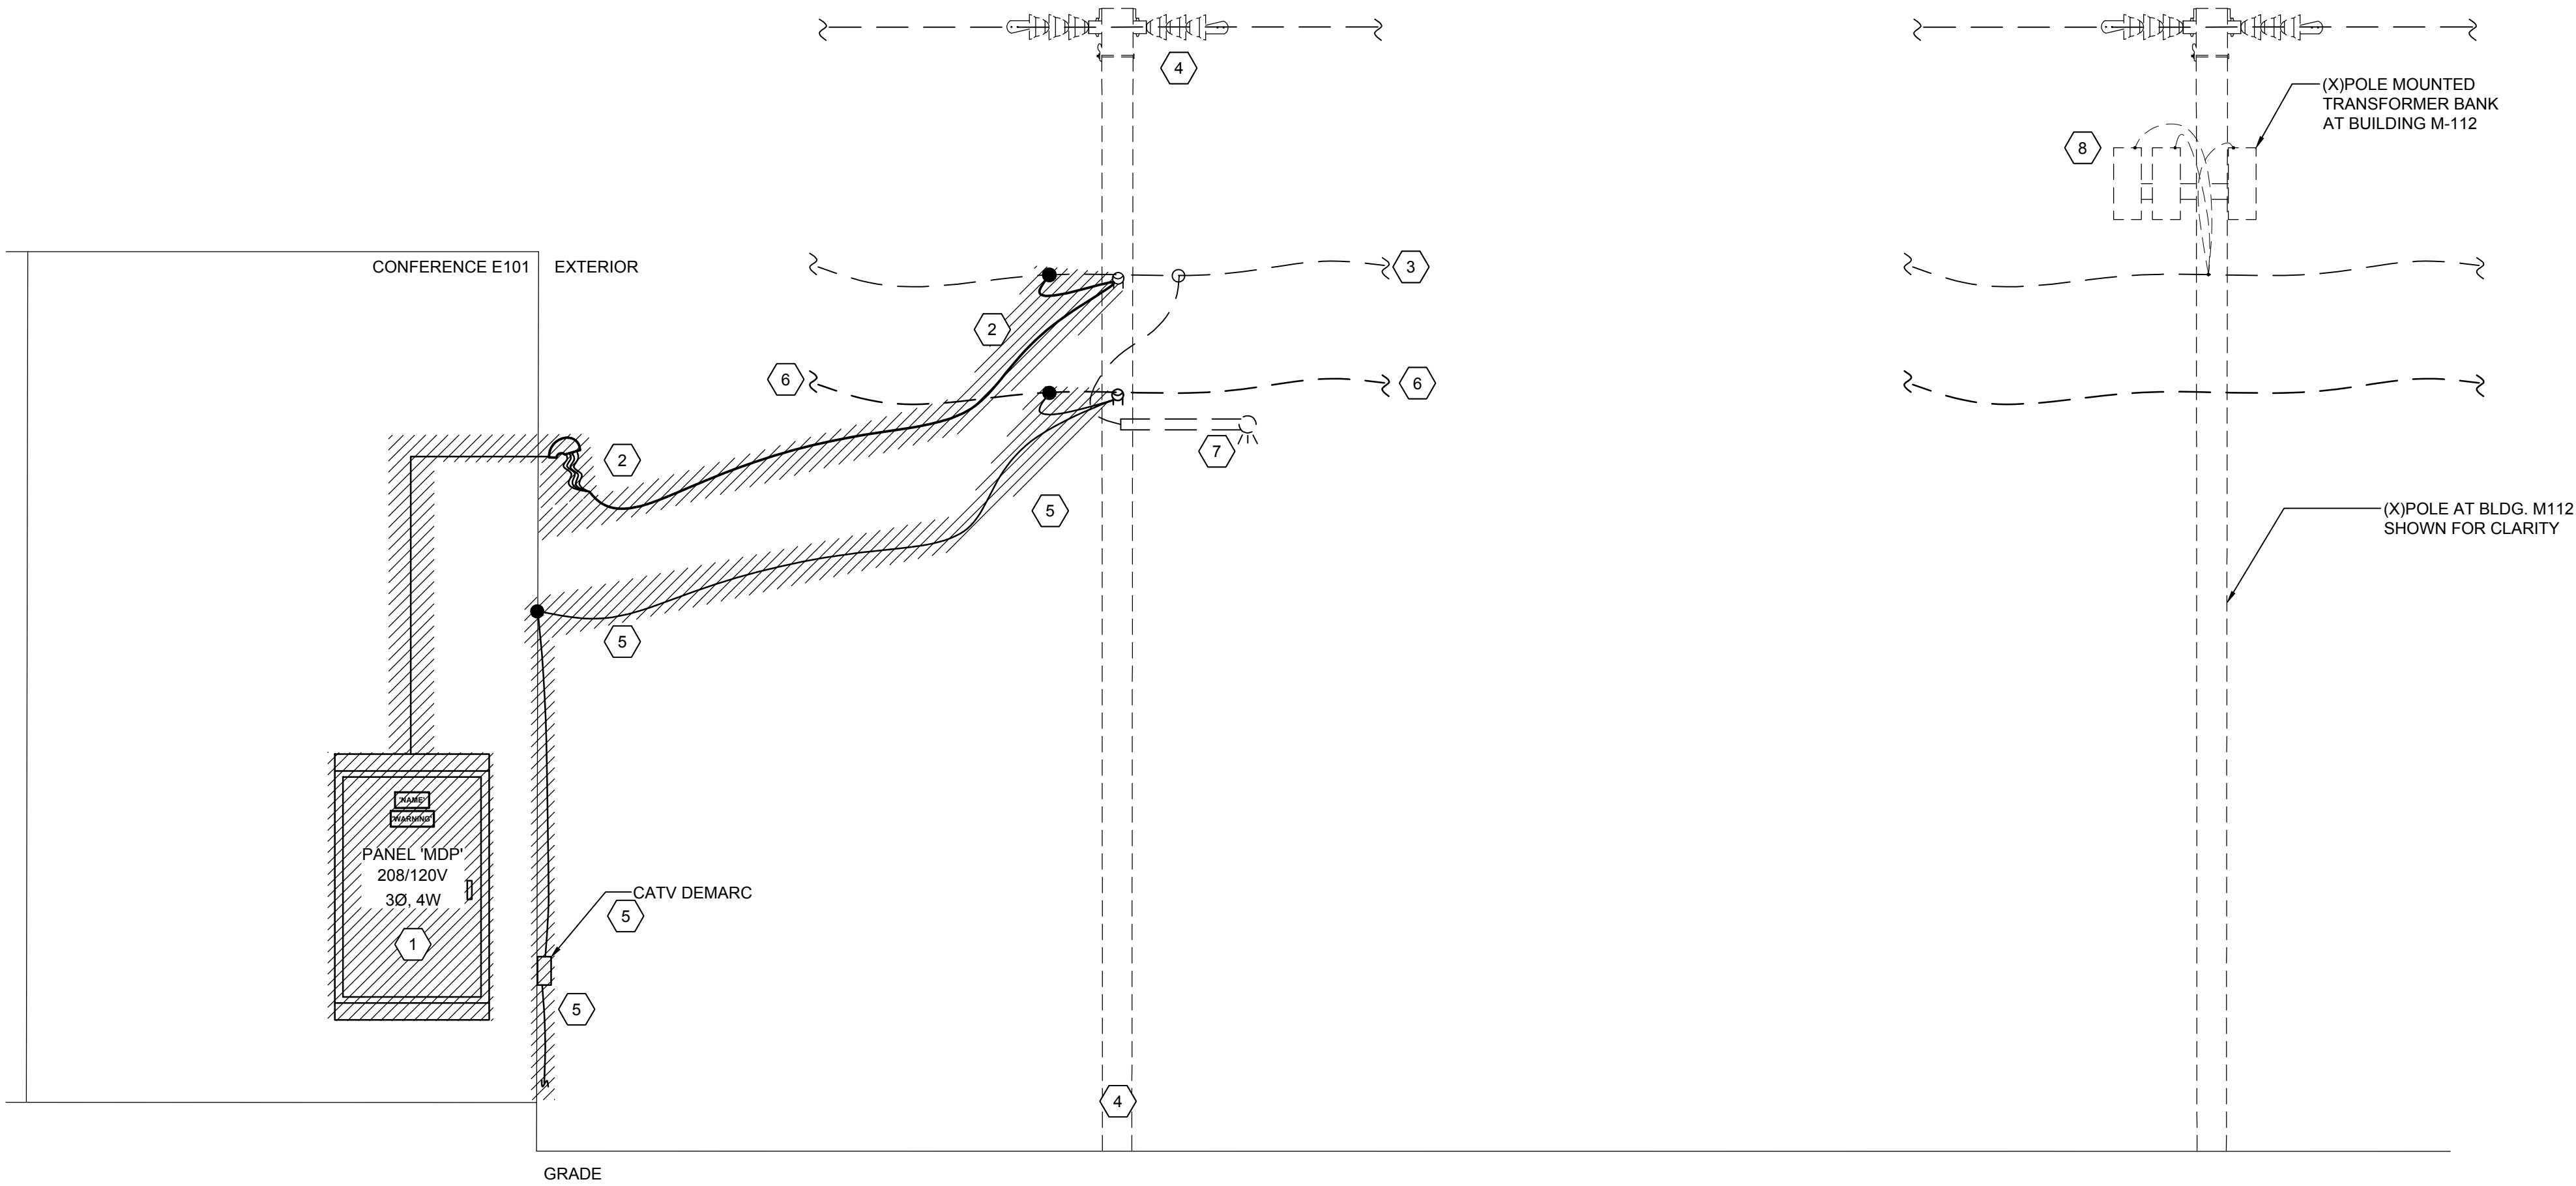 4
(X)POLE MOUNTED
TRANSFORMER BANK
AT BUILDING M-112
8
CONFERENCE E101
EXTERIOR
3
2
6
6
7
2
5
(X)POLE AT BLDG. M112
SHOWN FOR CLARITY
5
'NAME'
'WARNING'
PANEL 'MDP'
208/120V
3Ø, 4W
1
CATV DEMARC
5
5
4
GRADE